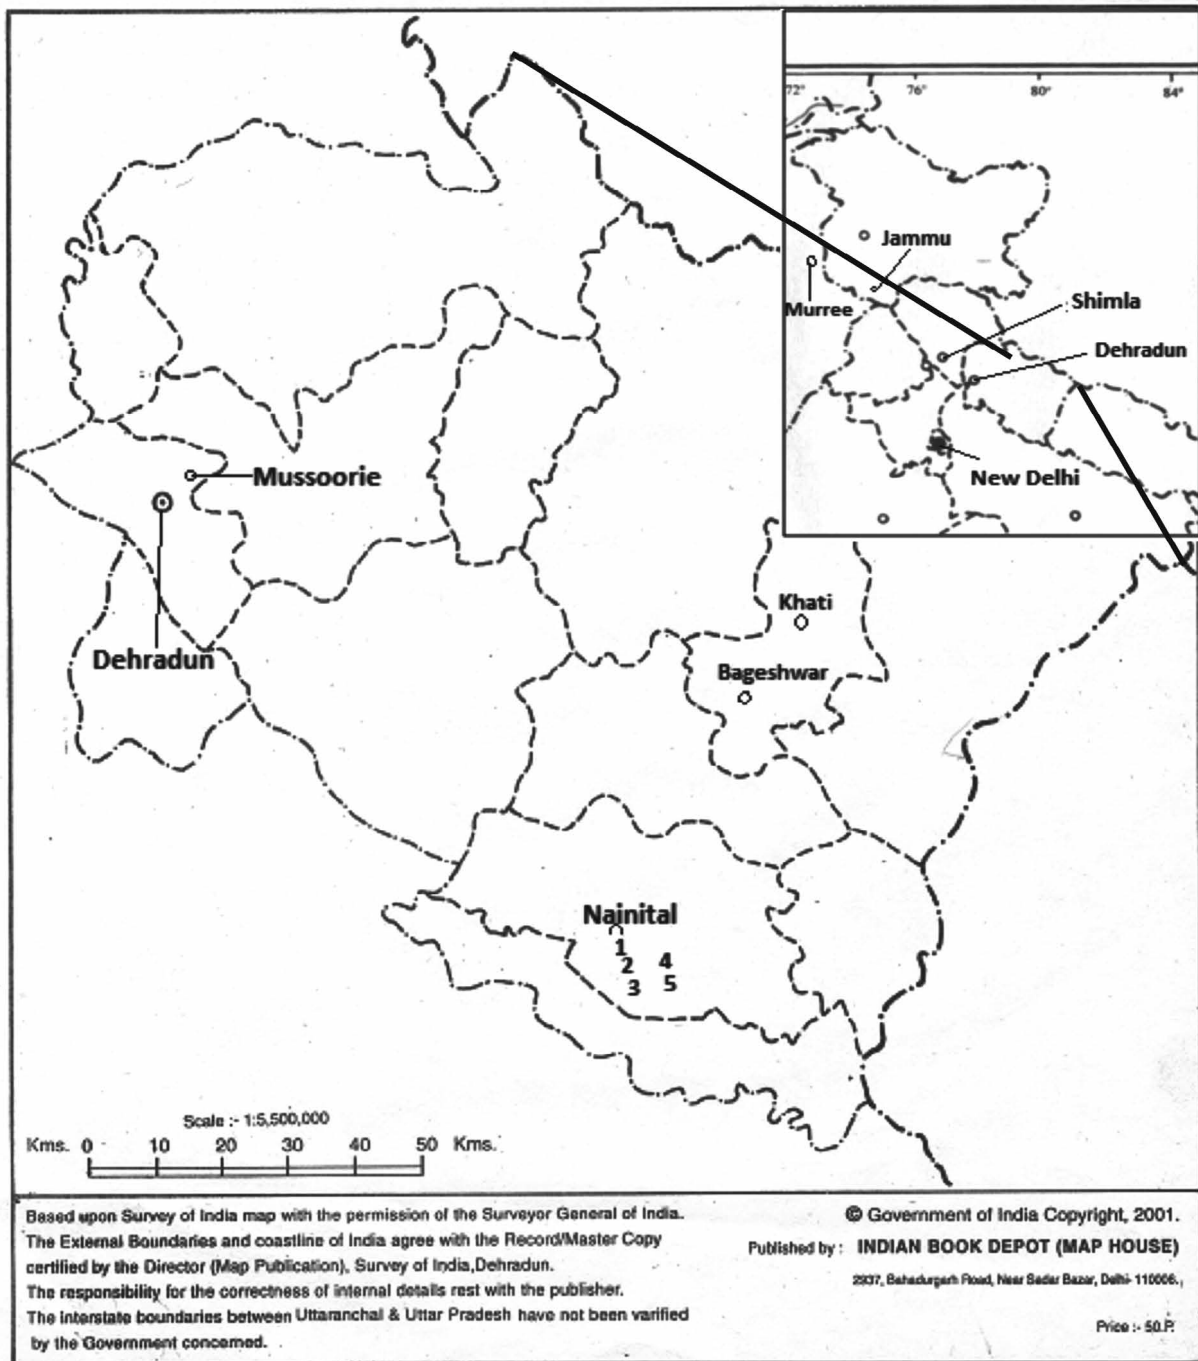 72° 76° 80° 84°
Jammu
Murree
Shimla
Dehradun
New Delhi
Mussoorie
Dehradun
Khati
Bageshwar
Nainital
1
2 4
3 5
Scale :- 1:5,500,000
Kms. 0 10 20 30 40 50 Kms.
Based upon Survey of India map with the permission of the Surveyor General of India.
The External Boundaries and coastline of India agree with the Record/Master Copy
certified by the Director (Map Publication), Survey of India,Dehradun.
The responsibility for the correctness of internal details rest with the publisher.
The interstate boundaries between Uttaranchal & Uttar Pradesh have not been varified
by the Government concerned.
© Government of India Copyright, 2001.
Published by : INDIAN BOOK DEPOT (MAP HOUSE)
2937, Bahadurgarh Road, Near Sadar Bazar, Delhi- 110006.,
Price :- 50.P.